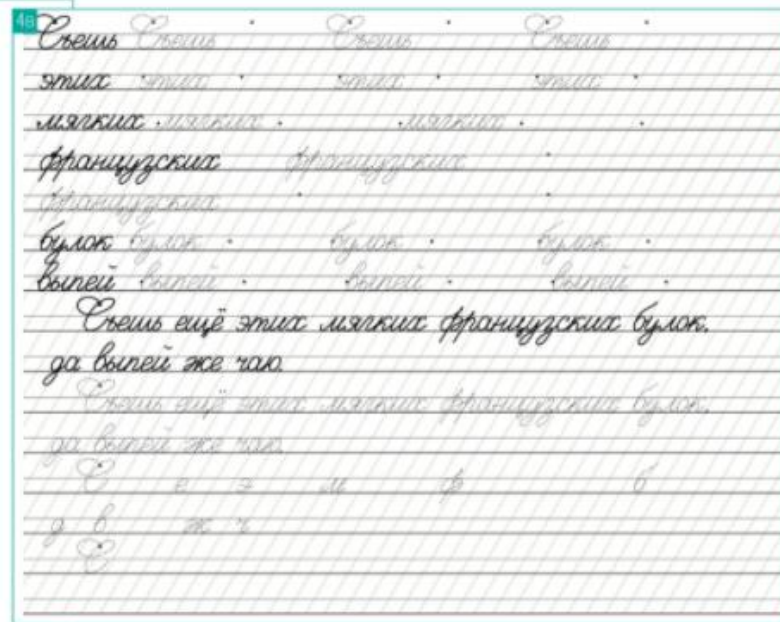 4В
Съешь Съешь Съешь Съешь
этих этих этих этих
мягких мягких мягких
французских французских
французских
булок булок булок булок
выпей выпей выпей выпей
Съешь ещё этих мягких французских булок,
да выпей же чаю.
Съешь ещё этих мягких французских булок,
да выпей же чаю.
С е э м ф б
д в ж ч
С